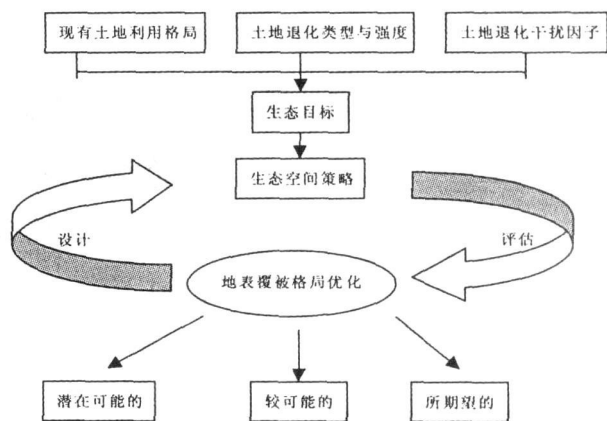 现有土地利用格局
土地退化类型与强度
土地退化干扰因子
生态目标
生态空间策略
设计
评估
地表覆被格局优化
潜在可能的
较可能的
所期望的